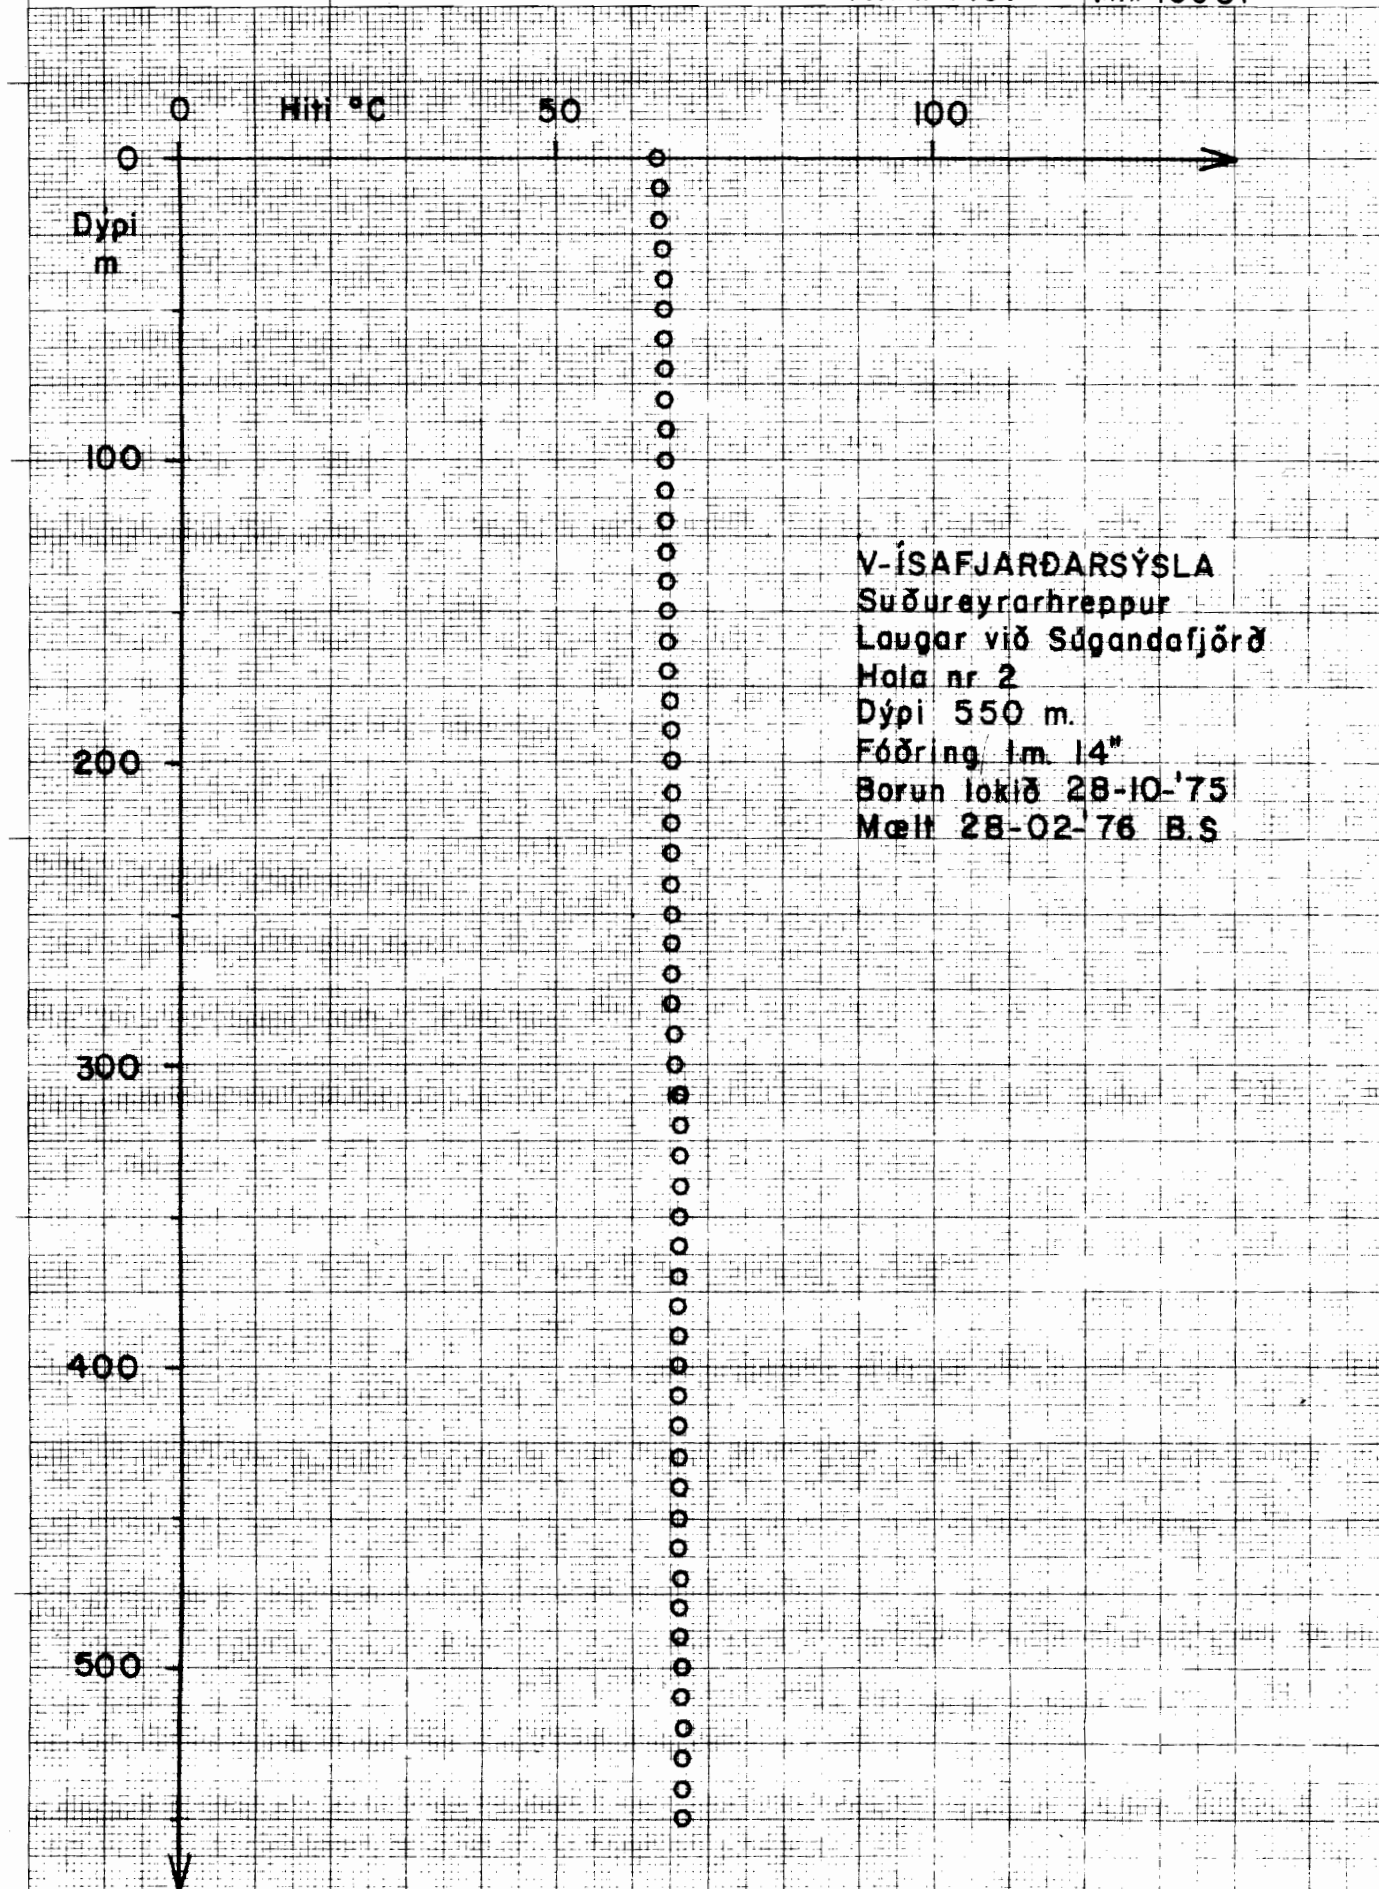 0 Hiti °C 50 100
0
Dýpi
m
100
200
300
400
500
V-ÍSAFJARÐARSÝSLA
Suðureyrarhreppur
Laugar við Súgandafjörð
Hola nr 2
Dýpi 550 m.
Fóðring 1m. 14"
Borun lokið 28-10-'75
Mælt 28-02-'76 B.S